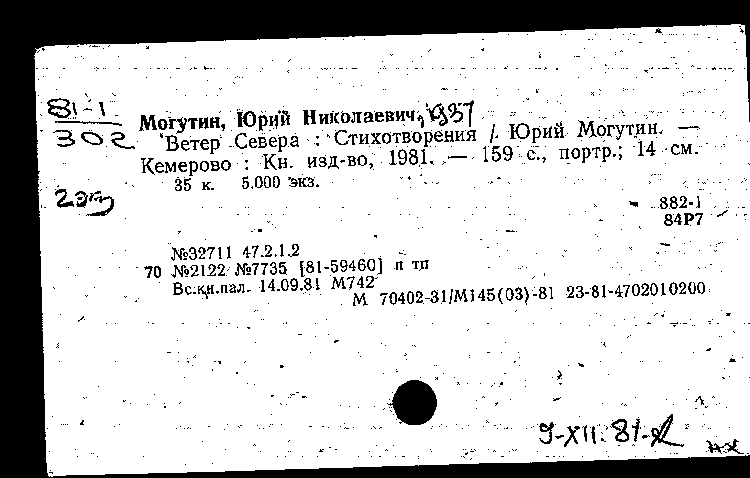 81-1
302
2 экз
Могутин, Юрий Николаевич, 1937
Ветер Севера : Стихотворения / Юрий Могутин. —
Кемерово : Кн. изд-во, 1981. — 159 с., портр.; 14 см.
35 к. 5.000 экз.
882-1
84Р7
№32711 47.2.1.2
70 №2122 №7735 [81-59460] п тп
Вс.кн.пал. 14.09.81 М742
М 70402-31/М145(03)-81 23-81-4702010200
9-XII.81